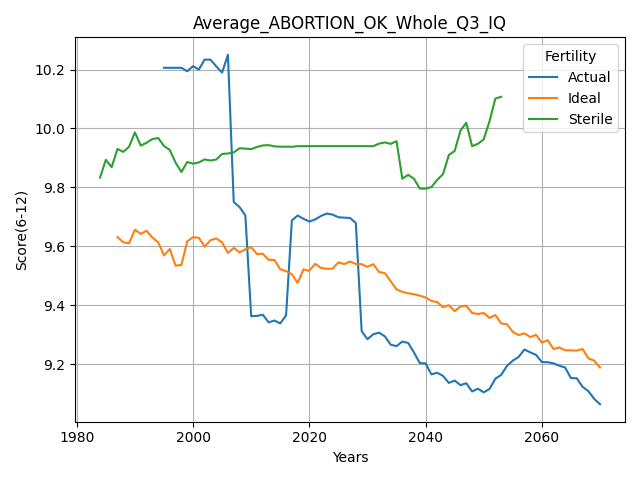 Average_ABORTION_OK_Whole_Q3_IQ
Fertility
Actual
Ideal
Sterile
Score(6-12)
10.2
10.0
9.8
9.6
9.4
9.2
1980
2000
2020
2040
2060
Years